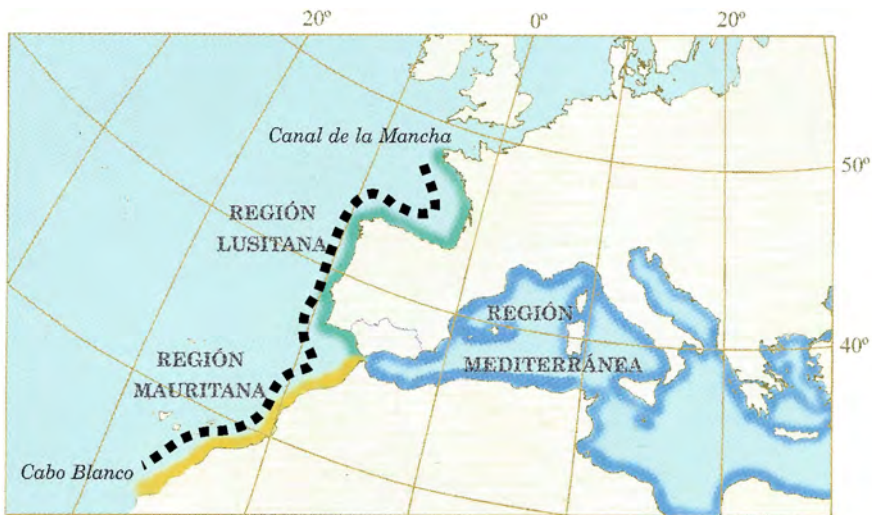 20º
0º
20º
Canal de la Mancha
50º
REGIÓN
LUSITANA
REGIÓN
MEDITERRÁNEA
40º
REGIÓN
MAURITANA
Cabo Blanco